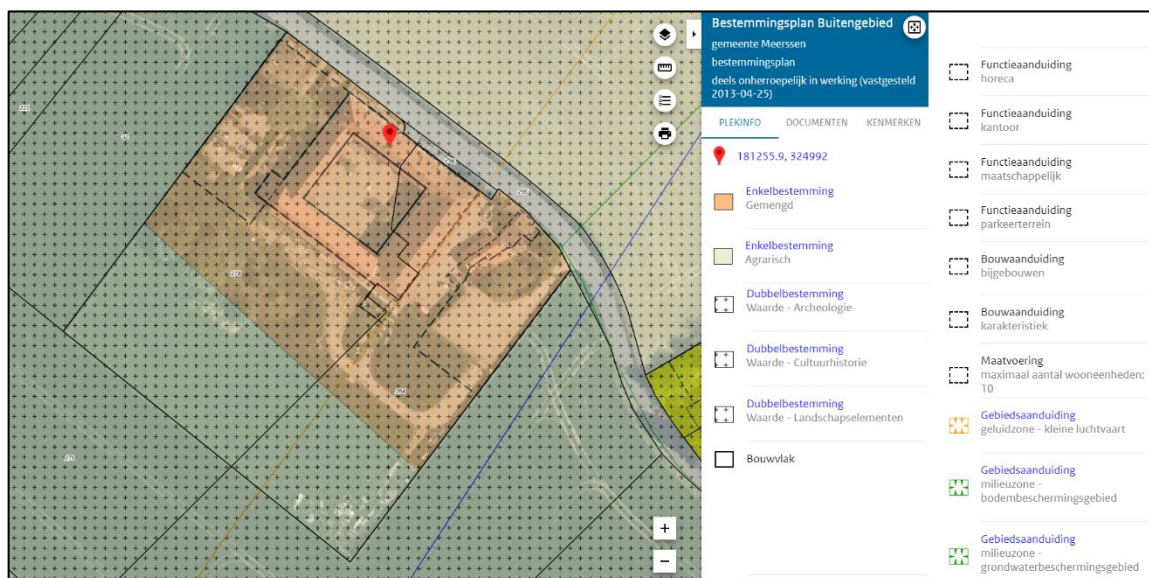 Bestemmingsplan Buitengebied
gemeente Meerssen
bestemmingsplan
deels onherroepelijk in werking (vastgesteld
2013-04-25)
PLEKINFO DOCUMENTEN KENMERKEN
181255.9, 324992
Enkelbestemming
Gemengd
Enkelbestemming
Agrarisch
Dubbelbestemming
Waarde - Archeologie
Dubbelbestemming
Waarde - Cultuurhistorie
Dubbelbestemming
Waarde - Landschapselementen
Bouwvlak
Functieaanduiding
horeca
Functieaanduiding
kantoor
Functieaanduiding
maatschappelijk
Functieaanduiding
parkeerterrein
Bouwaanduiding
bijgebouwen
Bouwaanduiding
karakteristiek
Maatvoering
maximaal aantal wooneenheden:
10
Gebiedsaanduiding
geluidzone - kleine luchtvaart
Gebiedsaanduiding
milieuzone -
bodembeschermingsgebied
Gebiedsaanduiding
milieuzone -
grondwaterbeschermingsgebied